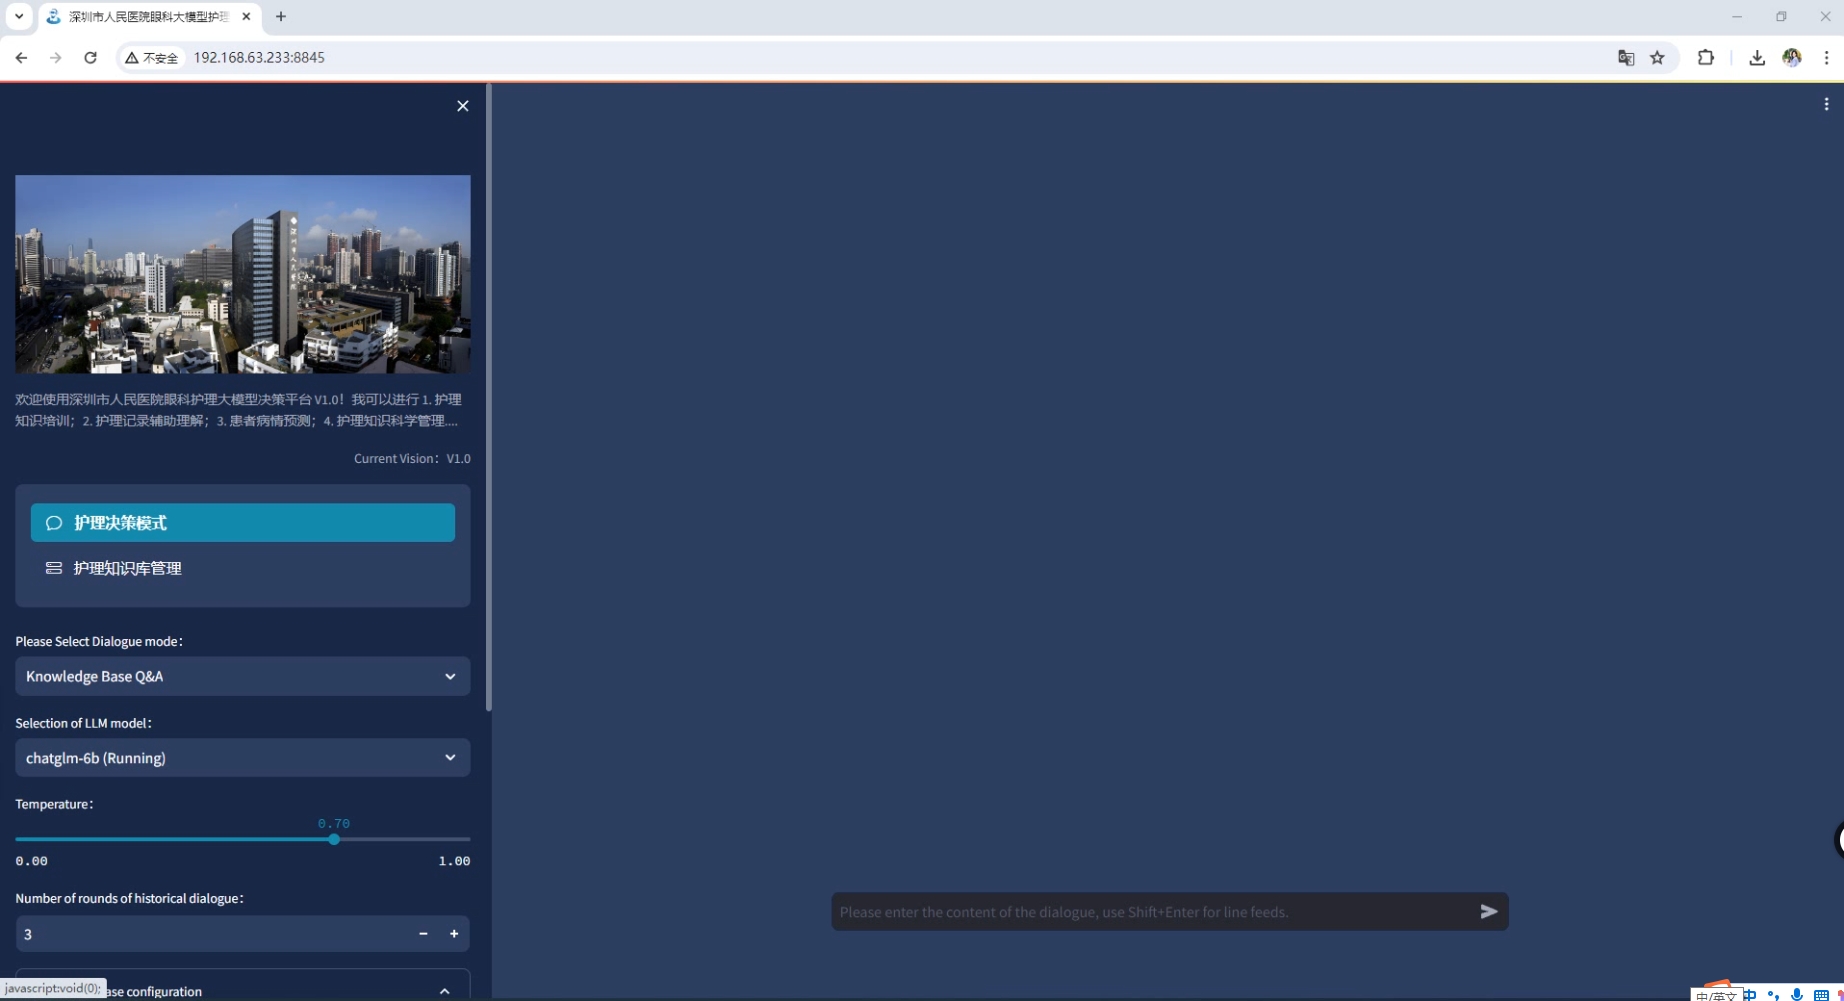 深圳市人民医院眼科大模型护理
不安全
192.168.63.233:8845
深圳市人民医院
欢迎使用深圳市人民医院眼科护理大模型决策平台 V1.0！我可以进行 1. 护理
知识培训；2. 护理记录辅助理解；3. 患者病情预测；4. 护理知识科学管理....
Current Vision：V1.0
护理决策模式
护理知识库管理
Please Select Dialogue mode：
Knowledge Base Q&A
Selection of LLM model：
chatglm-6b (Running)
Temperature：
0.70
0.00
1.00
Number of rounds of historical dialogue：
3
- +
javascript:void(0);
ase configuration
Please enter the content of the dialogue, use Shift+Enter for line feeds.
中/英文
中